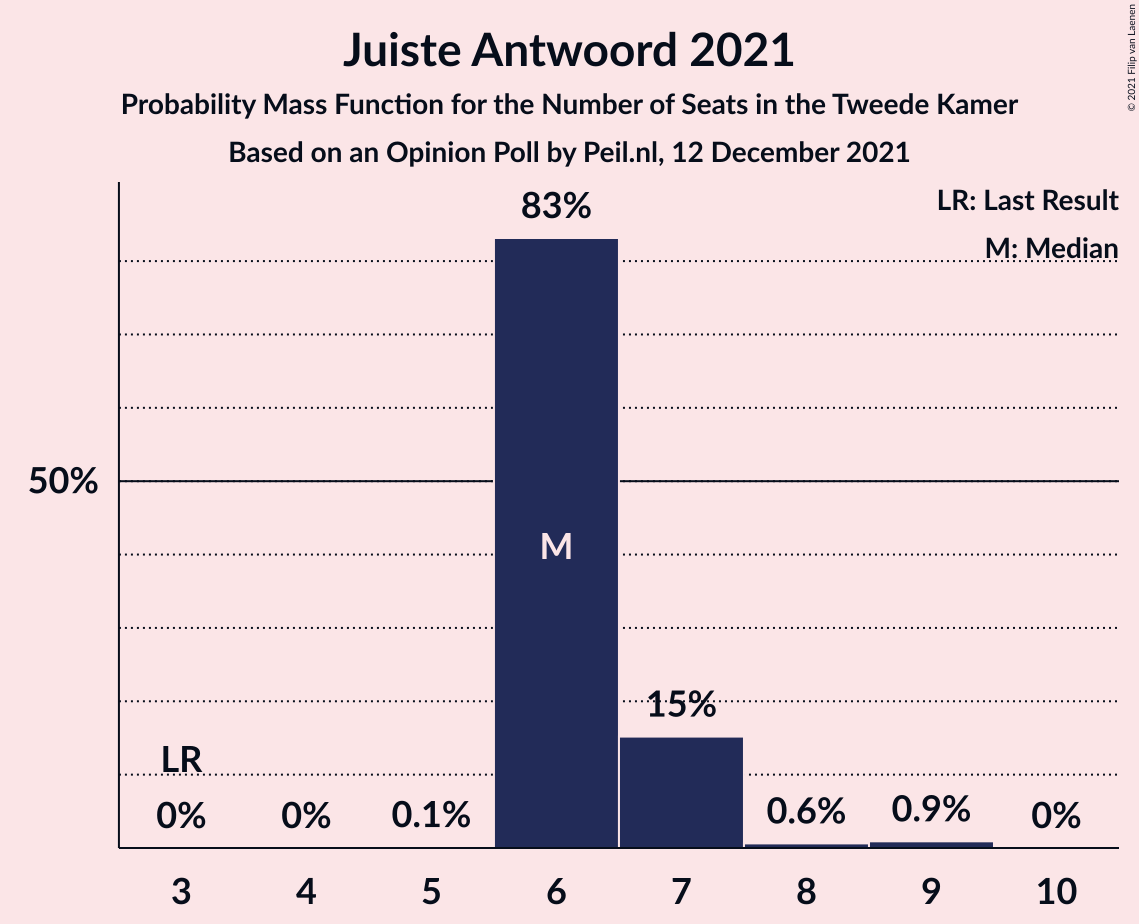 Juiste Antwoord 2021
Probability Mass Function for the Number of Seats in the Tweede Kamer
Based on an Opinion Poll by Peil.nl, 12 December 2021
© 2021 Filip van Laenen
LR: Last Result
M: Median
83%
50%
M
15%
LR
0%
0%
0.1%
0.6%
0.9%
0%
3 4 5 6 7 8 9 10